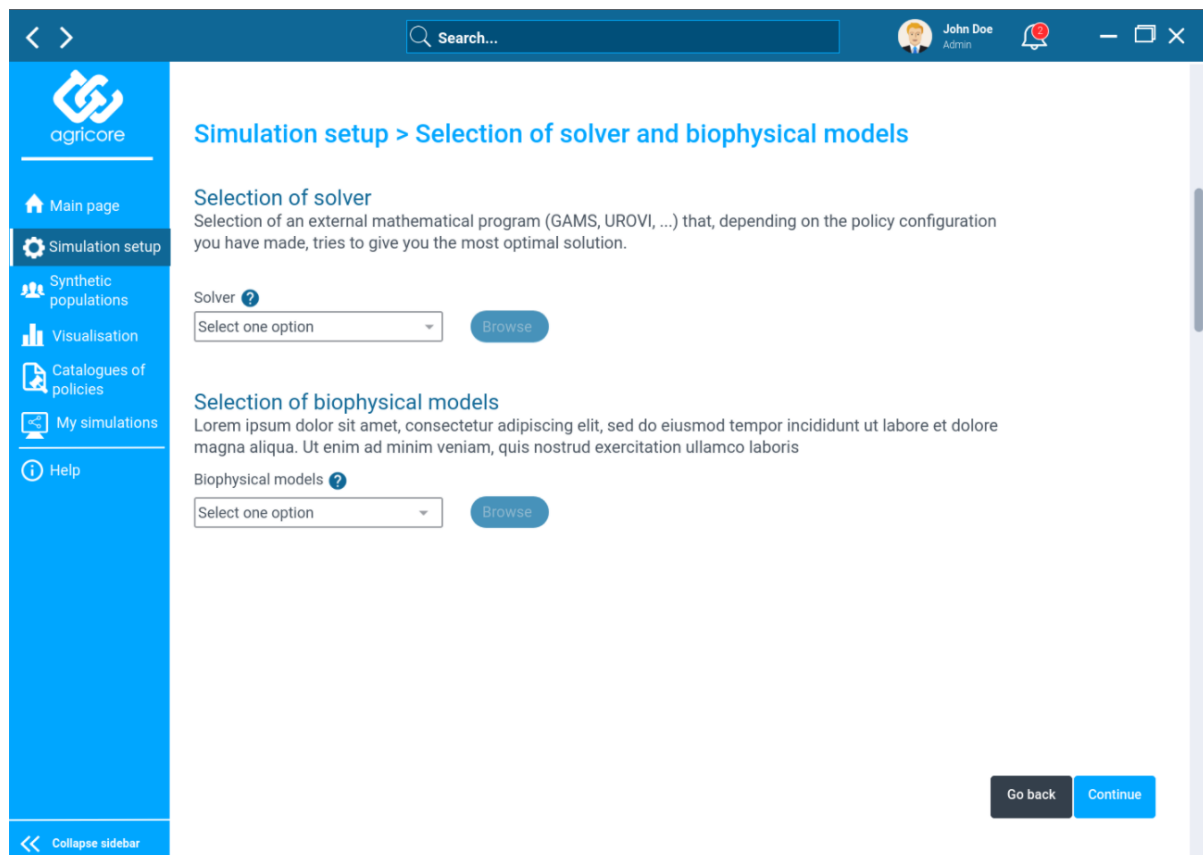 Search...
John Doe
Admin
2
agricore
Main page
Simulation setup
Synthetic
populations
Visualisation
Catalogues of
policies
My simulations
Help
Collapse sidebar
Simulation setup > Selection of solver and biophysical models
Selection of solver
Selection of an external mathematical program (GAMS, UROVI, ...) that, depending on the policy configuration
you have made, tries to give you the most optimal solution.
Solver ?
Select one option
Browse
Selection of biophysical models
Lorem ipsum dolor sit amet, consectetur adipiscing elit, sed do eiusmod tempor incididunt ut labore et dolore
magna aliqua. Ut enim ad minim veniam, quis nostrud exercitation ullamco laboris
Biophysical models ?
Select one option
Browse
Go back
Continue